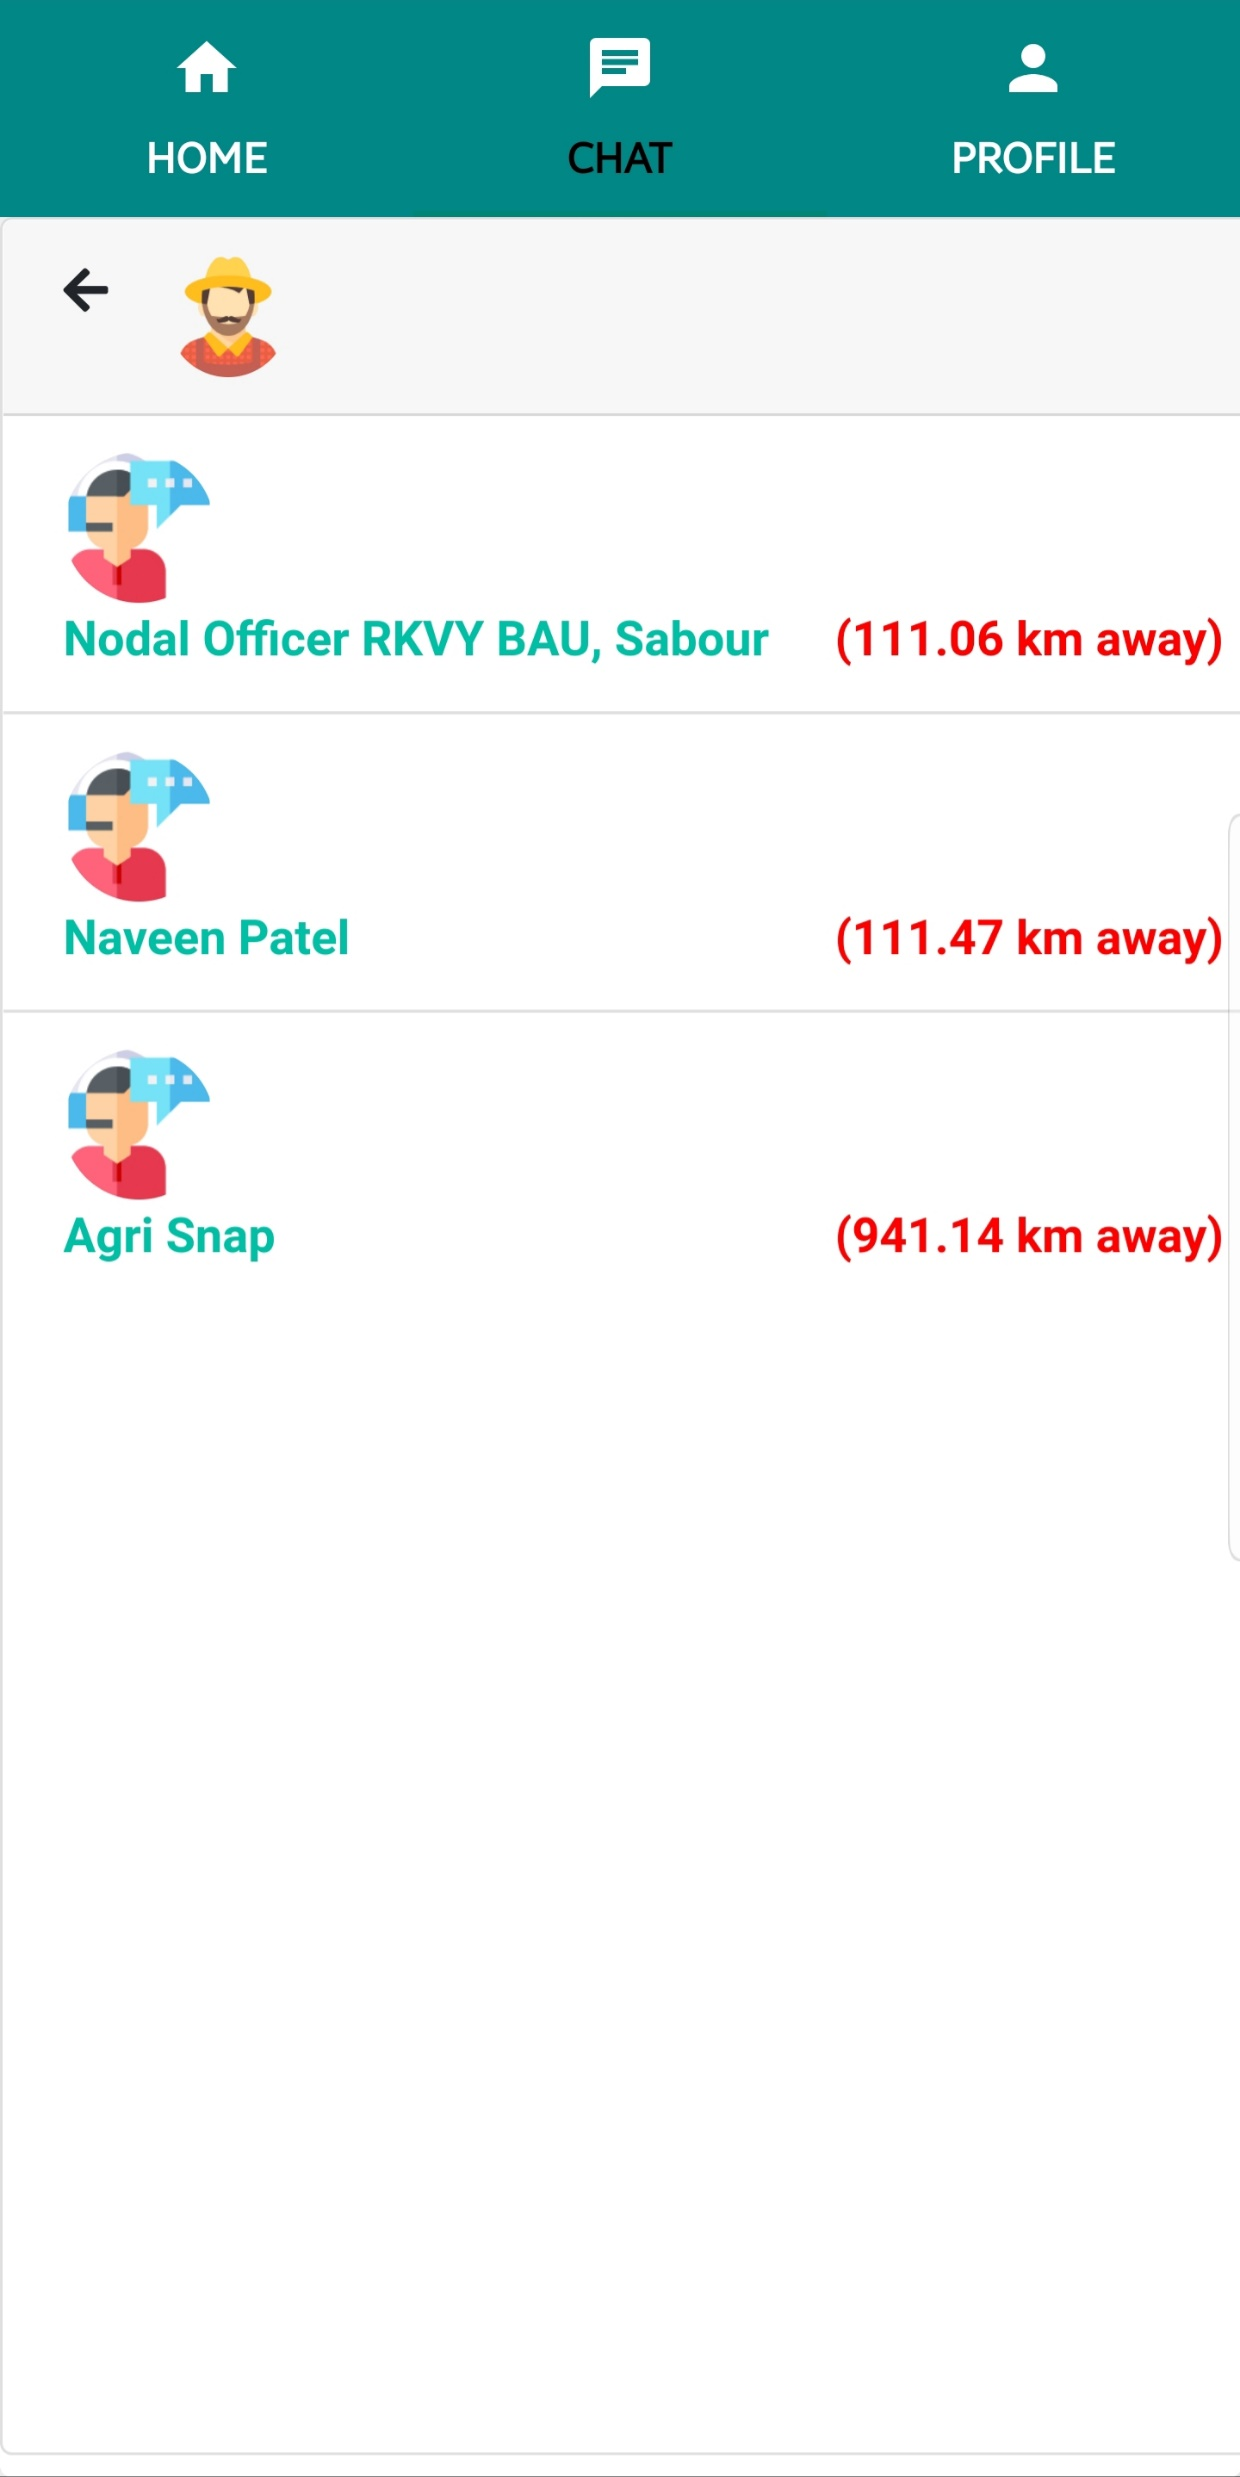 HOME CHAT PROFILE
Nodal Officer RKVY BAU, Sabour (111.06 km away)
Naveen Patel (111.47 km away)
Agri Snap (941.14 km away)